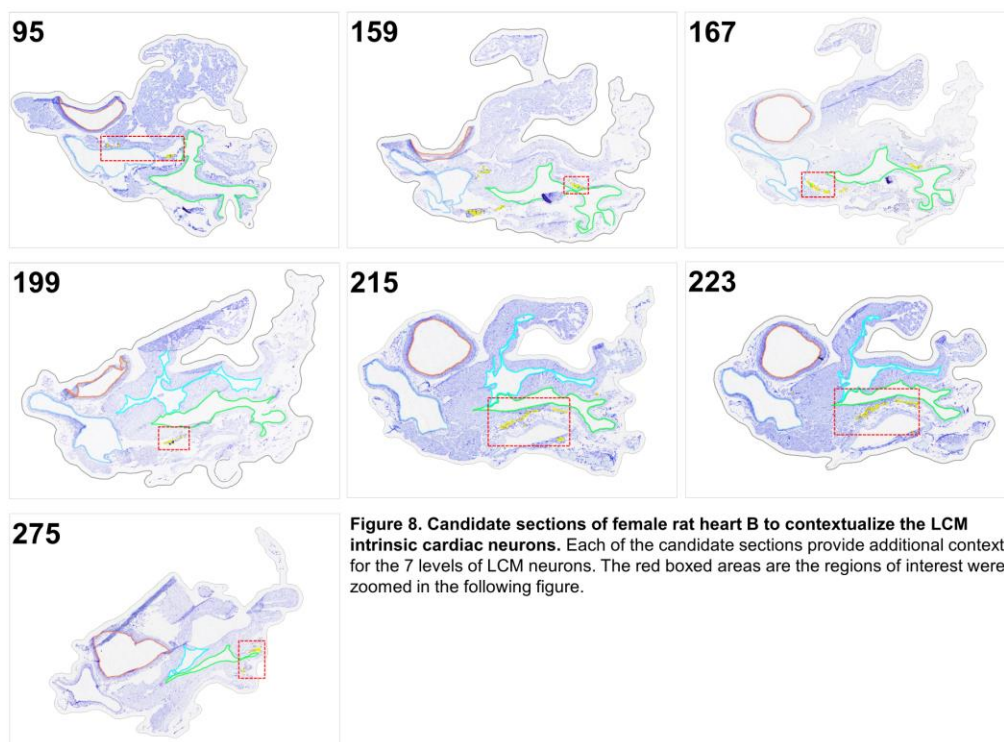 95
159
167
199
215
223
275
Figure 8. Candidate sections of female rat heart B to contextualize the LCM
intrinsic cardiac neurons. Each of the candidate sections provide additional context
for the 7 levels of LCM neurons. The red boxed areas are the regions of interest were
zoomed in the following figure.